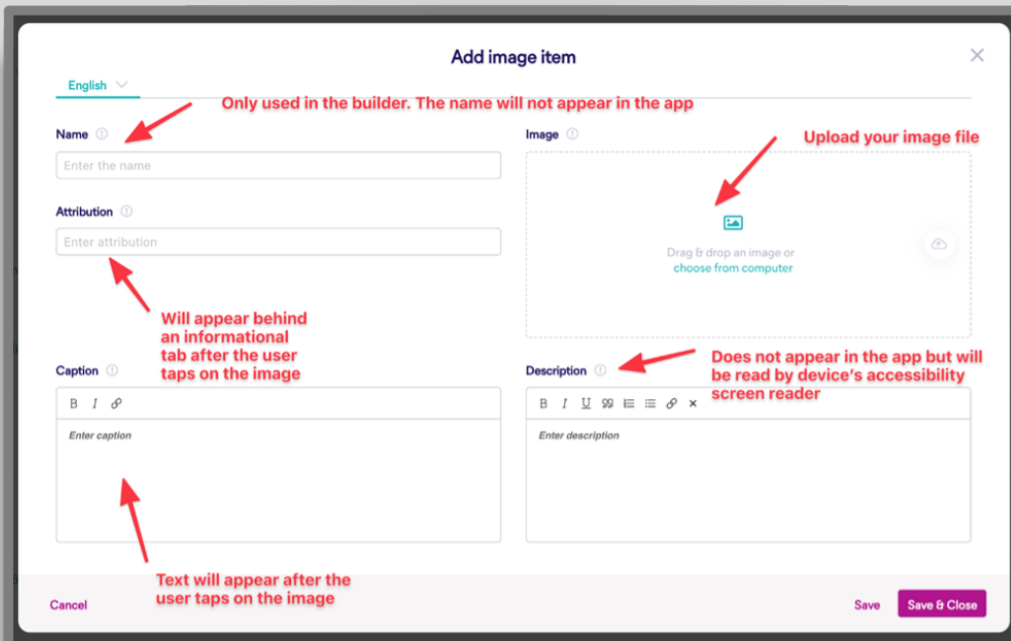 Add image item
English
Only used in the builder. The name will not appear in the app
Name
Enter the name
Image
Upload your image file
Drag & drop an image or
choose from computer
Attribution
Enter attribution
Will appear behind
an informational
tab after the user
taps on the image
Caption
B I
Enter caption
Text will appear after the
user taps on the image
Description
Does not appear in the app but will
be read by device's accessibility
screen reader
B I U
Enter description
Cancel
Save
Save & Close